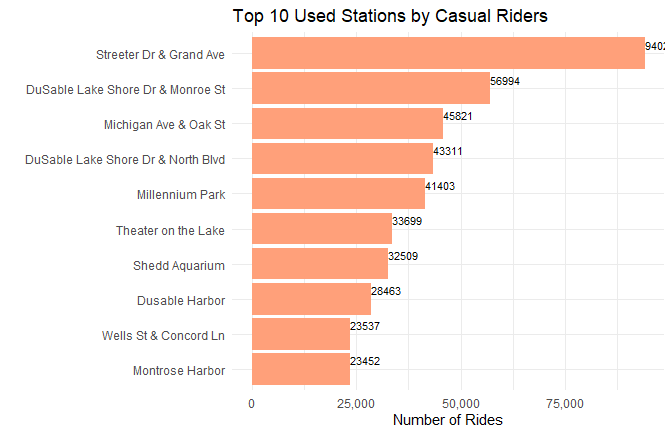 Top 10 Used Stations by Casual Riders
Streeter Dr & Grand Ave
DuSable Lake Shore Dr & Monroe St 56994
Michigan Ave & Oak St 45821
DuSable Lake Shore Dr & North Blvd 43311
Millennium Park 41403
Theater on the Lake 33699
Shedd Aquarium 32509
Dusable Harbor 28463
Wells St & Concord Ln 23537
Montrose Harbor 23452
0 25,000 50,000 75,000
Number of Rides